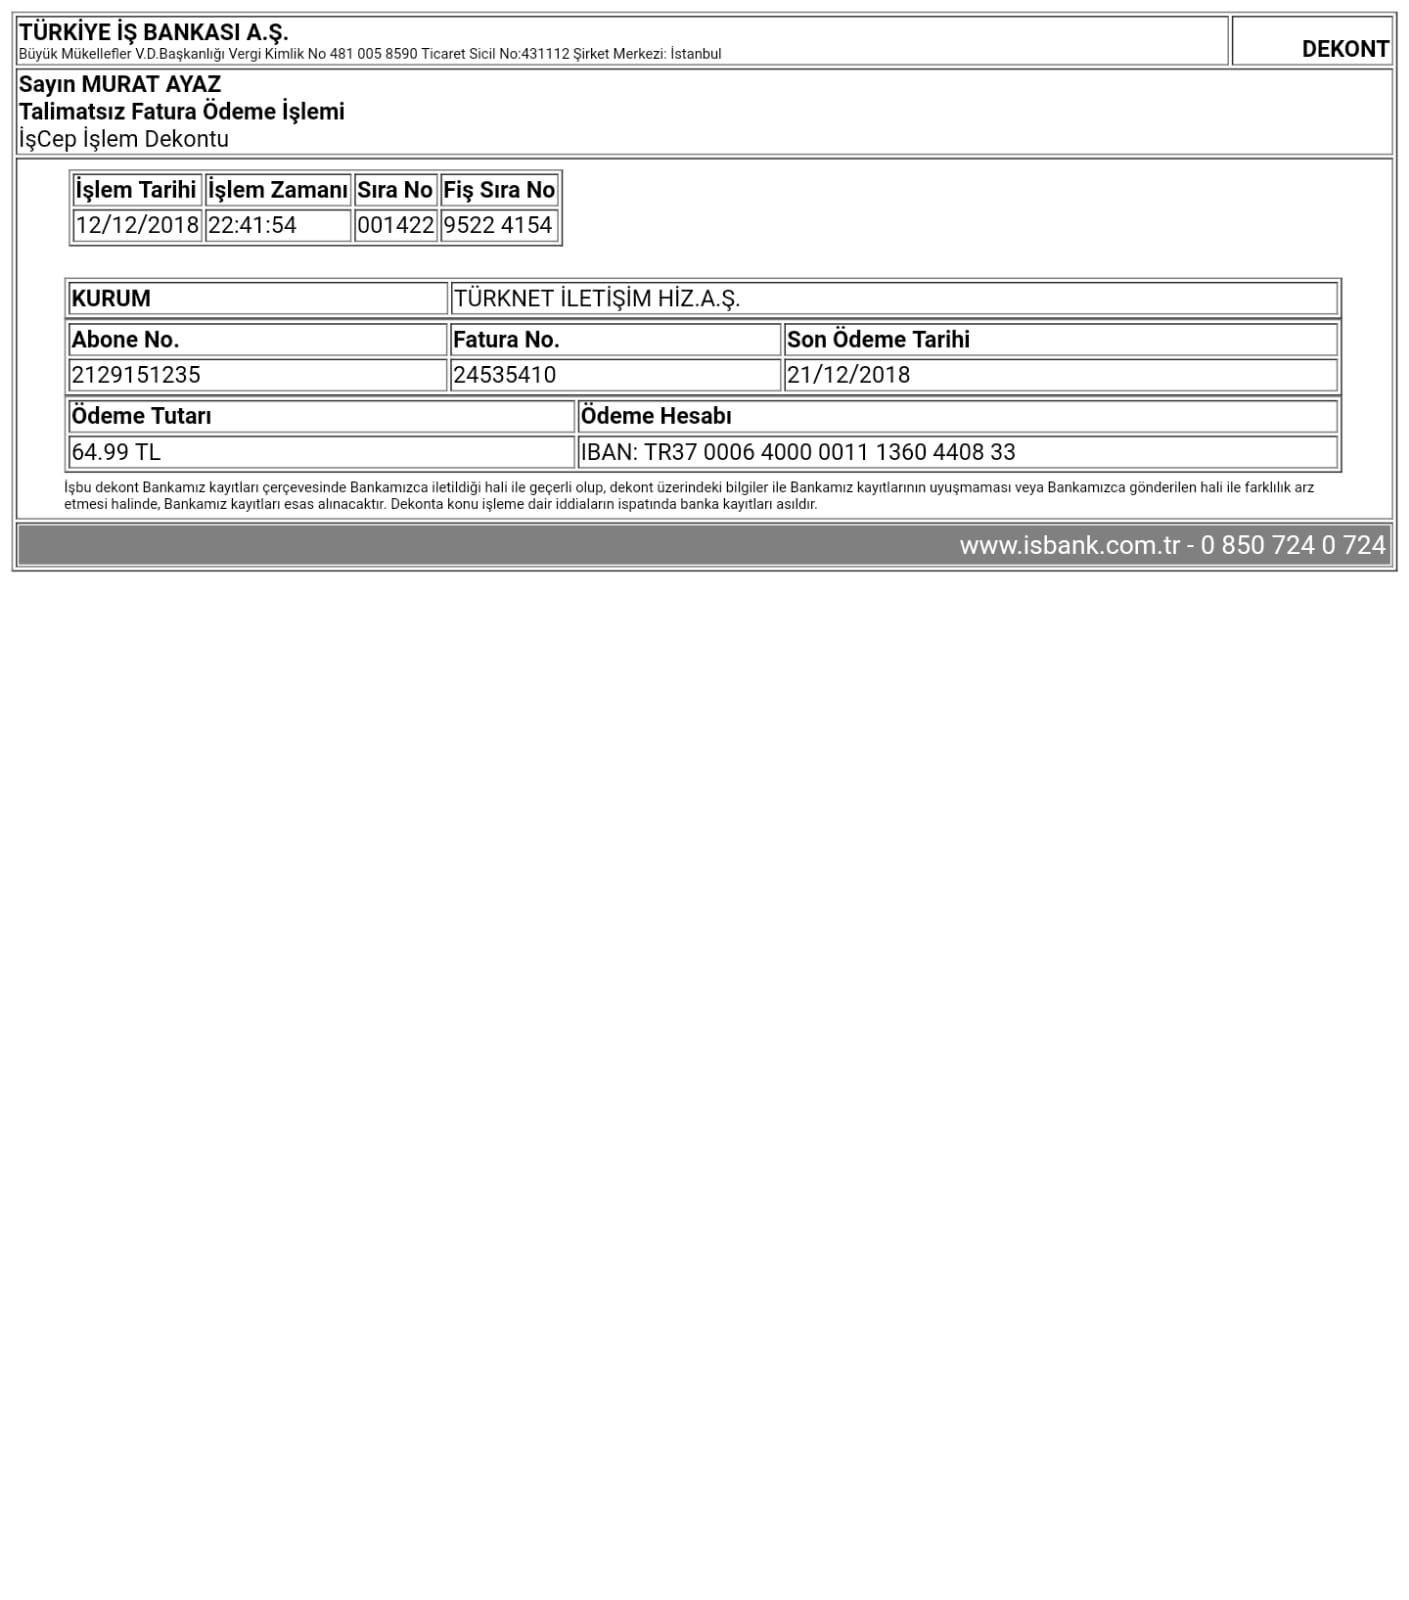 TÜRKİYE İŞ BANKASI A.Ş.
Büyük Mükellefler V.D.Başkanlığı Vergi Kimlik No 481 005 8590 Ticaret Sicil No:431112 Şirket Merkezi: İstanbul
DEKONT
Sayın MURAT AYAZ
Talimatsız Fatura Ödeme İşlemi
İşCep İşlem Dekontu
İşlem Tarihi İşlem Zamanı Sıra No Fiş Sıra No
12/12/2018 22:41:54 001422 9522 4154
KURUM TÜRKNET İLETİŞİM HİZ.A.Ş.
Abone No. Fatura No. Son Ödeme Tarihi
2129151235 24535410 21/12/2018
Ödeme Tutarı Ödeme Hesabı
64.99 TL IBAN: TR37 0006 4000 0011 1360 4408 33
İşbu dekont Bankamız kayıtları çerçevesinde Bankamızca iletildiği hali ile geçerli olup, dekont üzerindeki bilgiler ile Bankamız kayıtlarının uyuşmaması veya Bankamızca gönderilen hali ile farklılık arz
etmesi halinde, Bankamız kayıtları esas alınacaktır. Dekonta konu işleme dair iddiaların ispatında banka kayıtları asıldır.
www.isbank.com.tr - 0 850 724 0 724